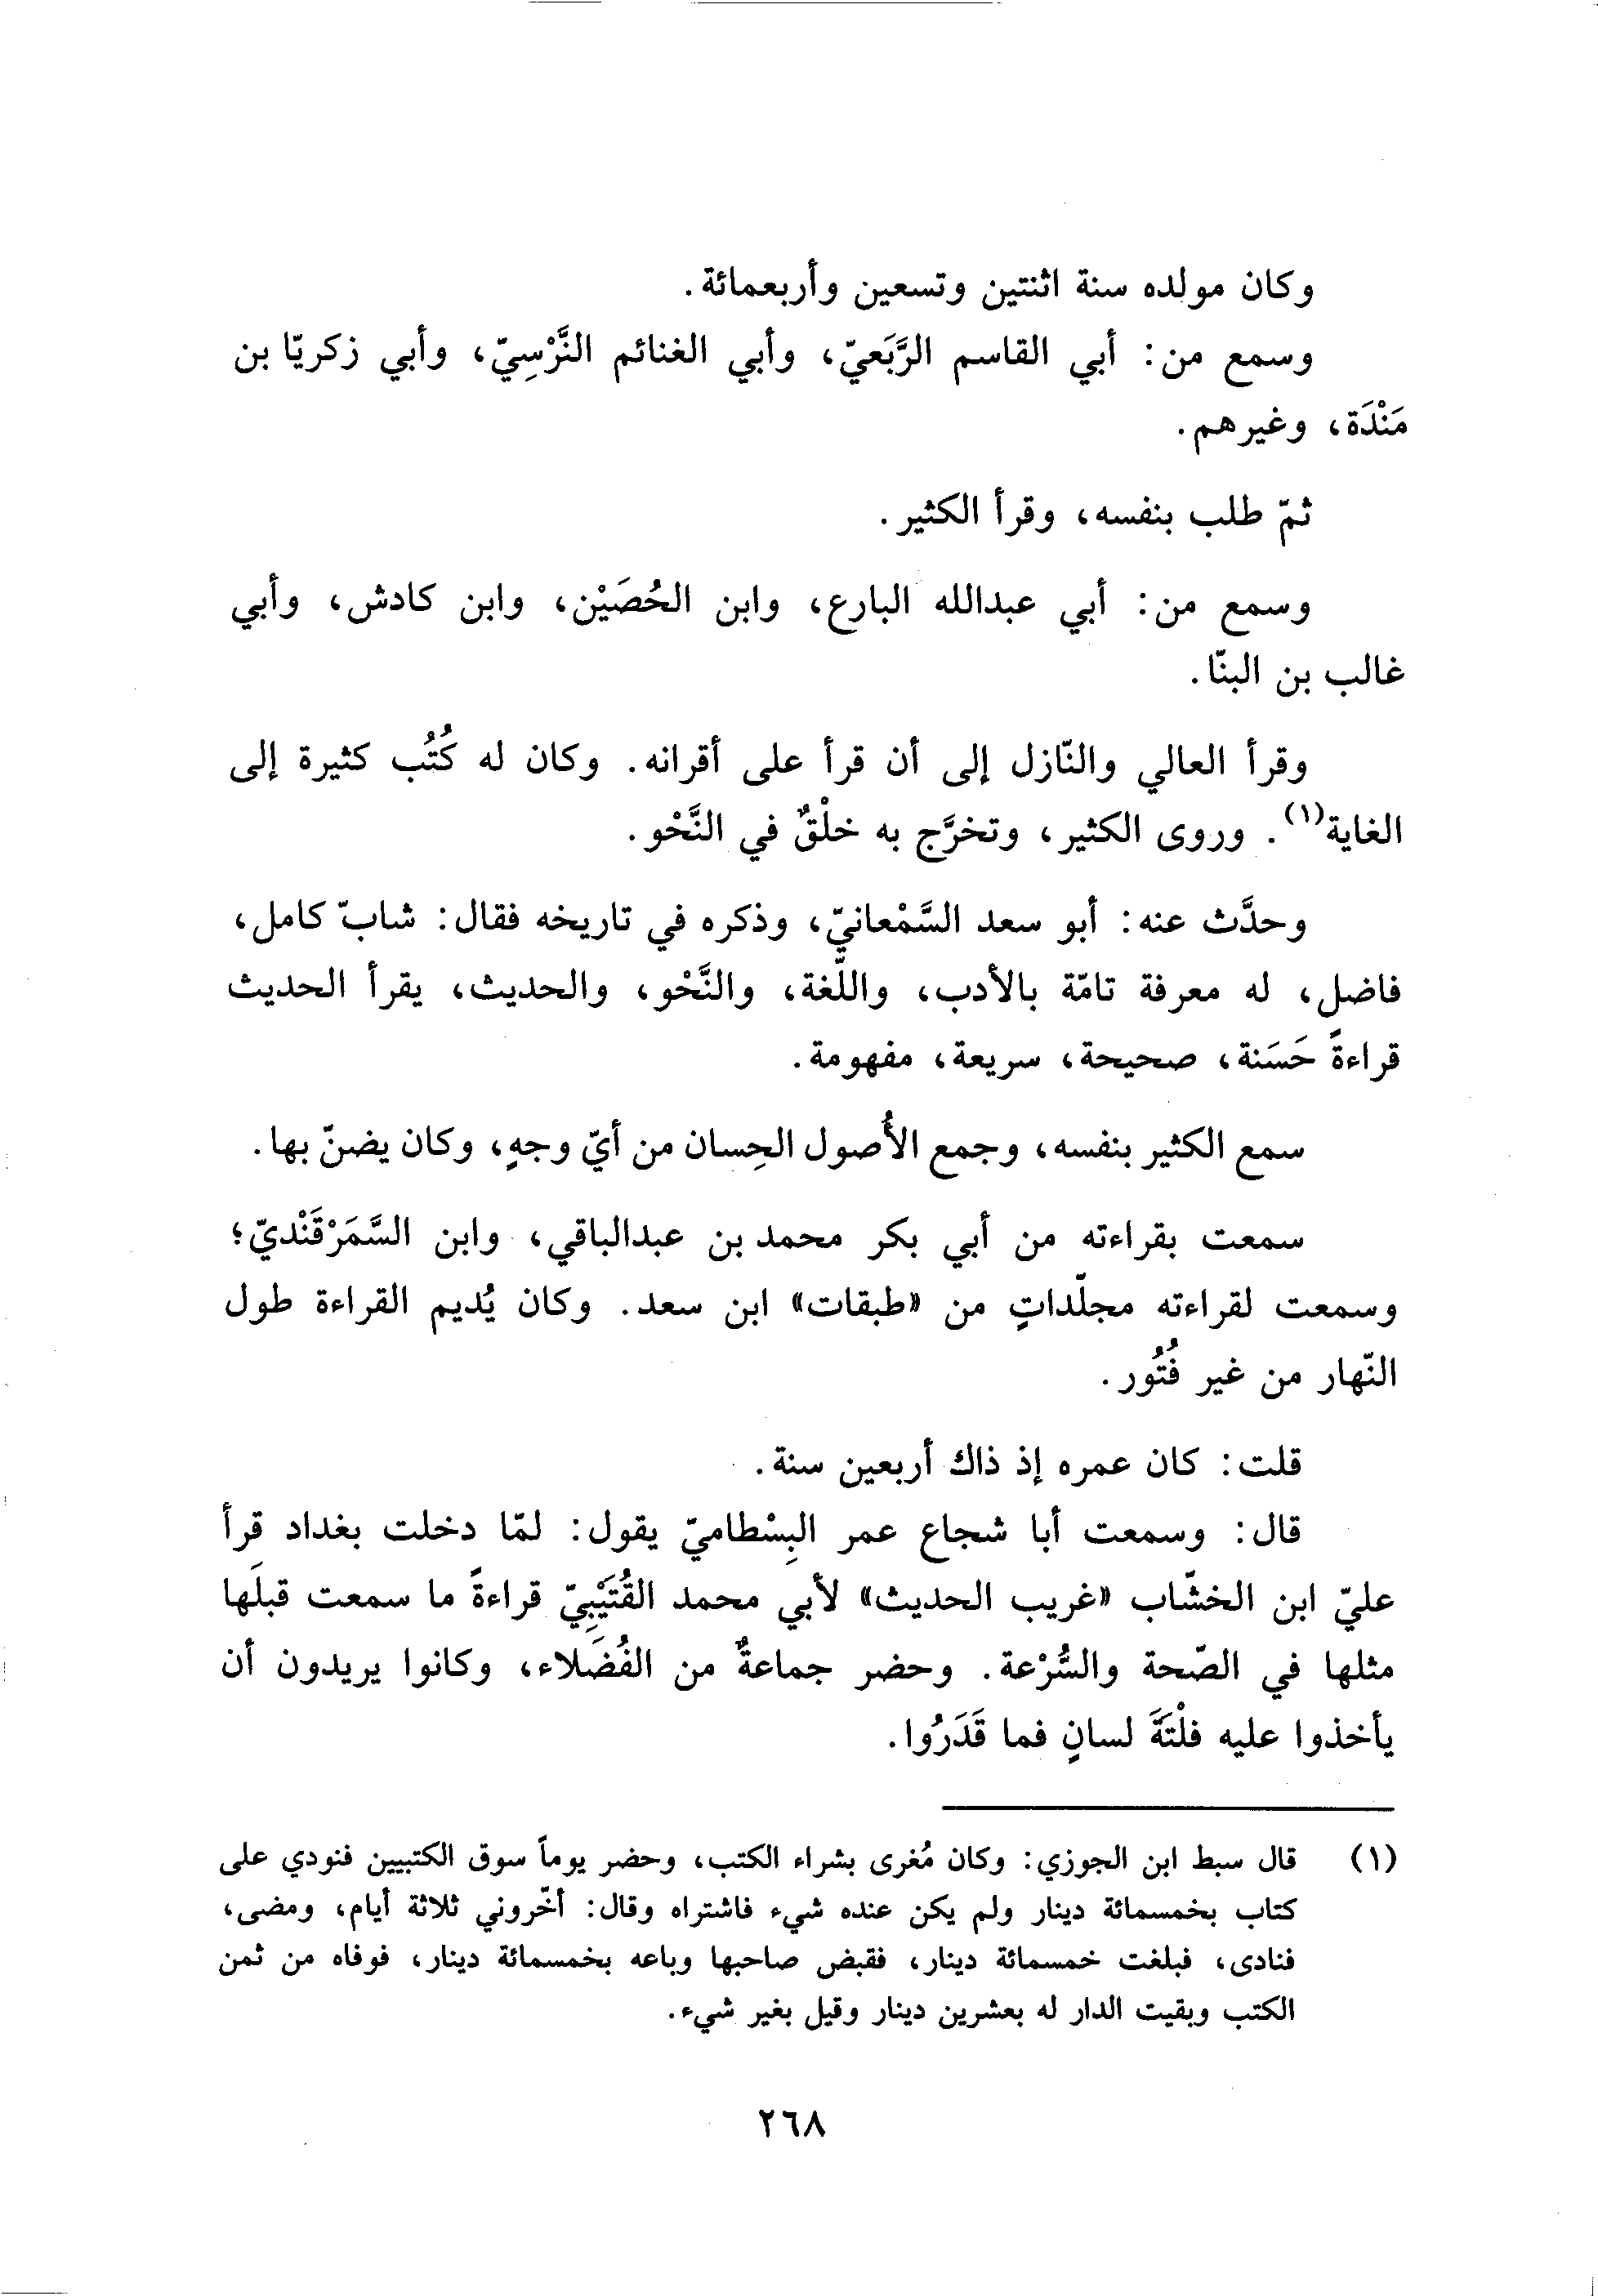 وكان مولده سنة اثنتين وتسعين وأربعمائة.
وسمع من: أبي القاسم الرَّبَعيّ، وأبي الغنائم النَّرْسِيّ، وأبي زكريّا بن
مَنْدَة، وغيرهم.
ثمّ طلب بنفسه، وقرأ الكثير.
وسمع من: أبي عبدالله البارع، وابن الحُصَيْن، وابن كادش، وأبي
غالب بن البنّا.
وقرأ العالي والنّازل إلى أن قرأ على أقرانه. وكان له كُتُب كثيرة إلى
الغاية(١). وروى الكثير، وتخرَّج به خلْقٌ في النَّحْو.
وحدَّث عنه: أبو سعد السَّمْعانيّ، وذكره في تاريخه فقال: شابّ كامل،
فاضل، له معرفة تامّة بالأدب، واللّغة، والنَّحْو، والحديث، يقرأ الحديث
قراءةً حَسَنة، صحيحة، سريعة، مفهومة.
سمع الكثير بنفسه، وجمع الأُصول الحِسان من أيّ وجهٍ، وكان يضنّ بها.
سمعت بقراءته من أبي بكر محمد بن عبدالباقي، وابن السَّمَرْقَنْديّ؛
وسمعت لقراءته مجلّداتٍ من «طبقات» ابن سعد. وكان يُديم القراءة طول
النّهار من غير فُتُور.
قلت: كان عمره إذ ذاك أربعين سنة.
قال: وسمعت أبا شجاع عمر البِسْطاميّ يقول: لمّا دخلت بغداد قرأ
عليّ ابن الخشّاب «غريب الحديث» لأبي محمد القُتَيْبِيّ قراءةً ما سمعت قبلَها
مثلها في الصّحة والسُّرْعة. وحضر جماعةٌ من الفُضَلاء، وكانوا يريدون أن
يأخذوا عليه فلْتَةَ لسانٍ فما قَدَرُوا.
(١) قال سبط ابن الجوزي: وكان مُغرى بشراء الكتب، وحضر يوماً سوق الكتبيين فنودي على
كتاب بخمسمائة دينار ولم يكن عنده شيء فاشتراه وقال: أخّروني ثلاثة أيام، ومضى،
فنادى، فبلغت خمسمائة دينار، فقبض صاحبها وباعه بخمسمائة دينار، فوفاه من ثمن
الكتب وبقيت الدار له بعشرين دينار وقيل بغير شيء.
٢٦٨